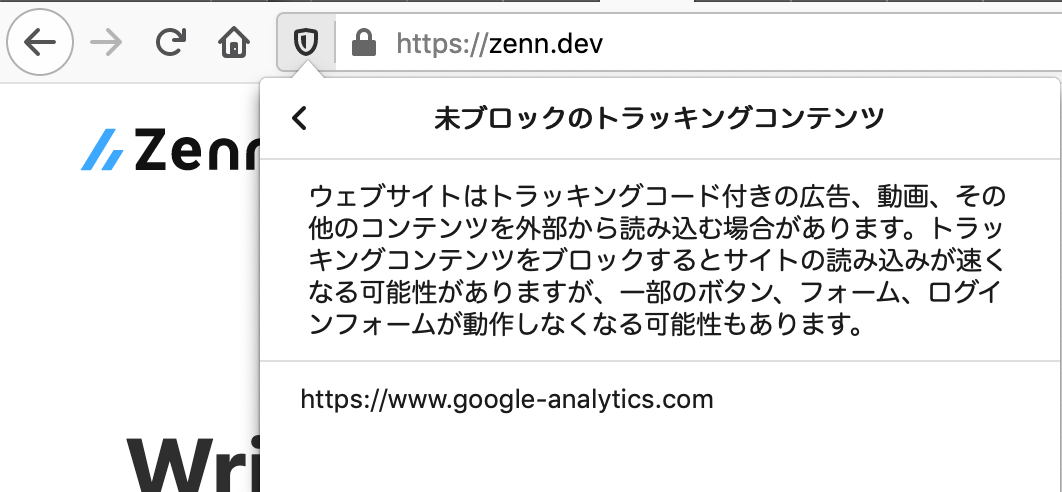 https://zenn.dev
Zenn
未ブロックのトラッキングコンテンツ
ウェブサイトはトラッキングコード付きの広告、動画、その
他のコンテンツを外部から読み込む場合があります。トラッ
キングコンテンツをブロックするとサイトの読み込みが速く
なる可能性がありますが、一部のボタン、フォーム、ログイ
ンフォームが動作しなくなる可能性もあります。
https://www.google-analytics.com
Wri